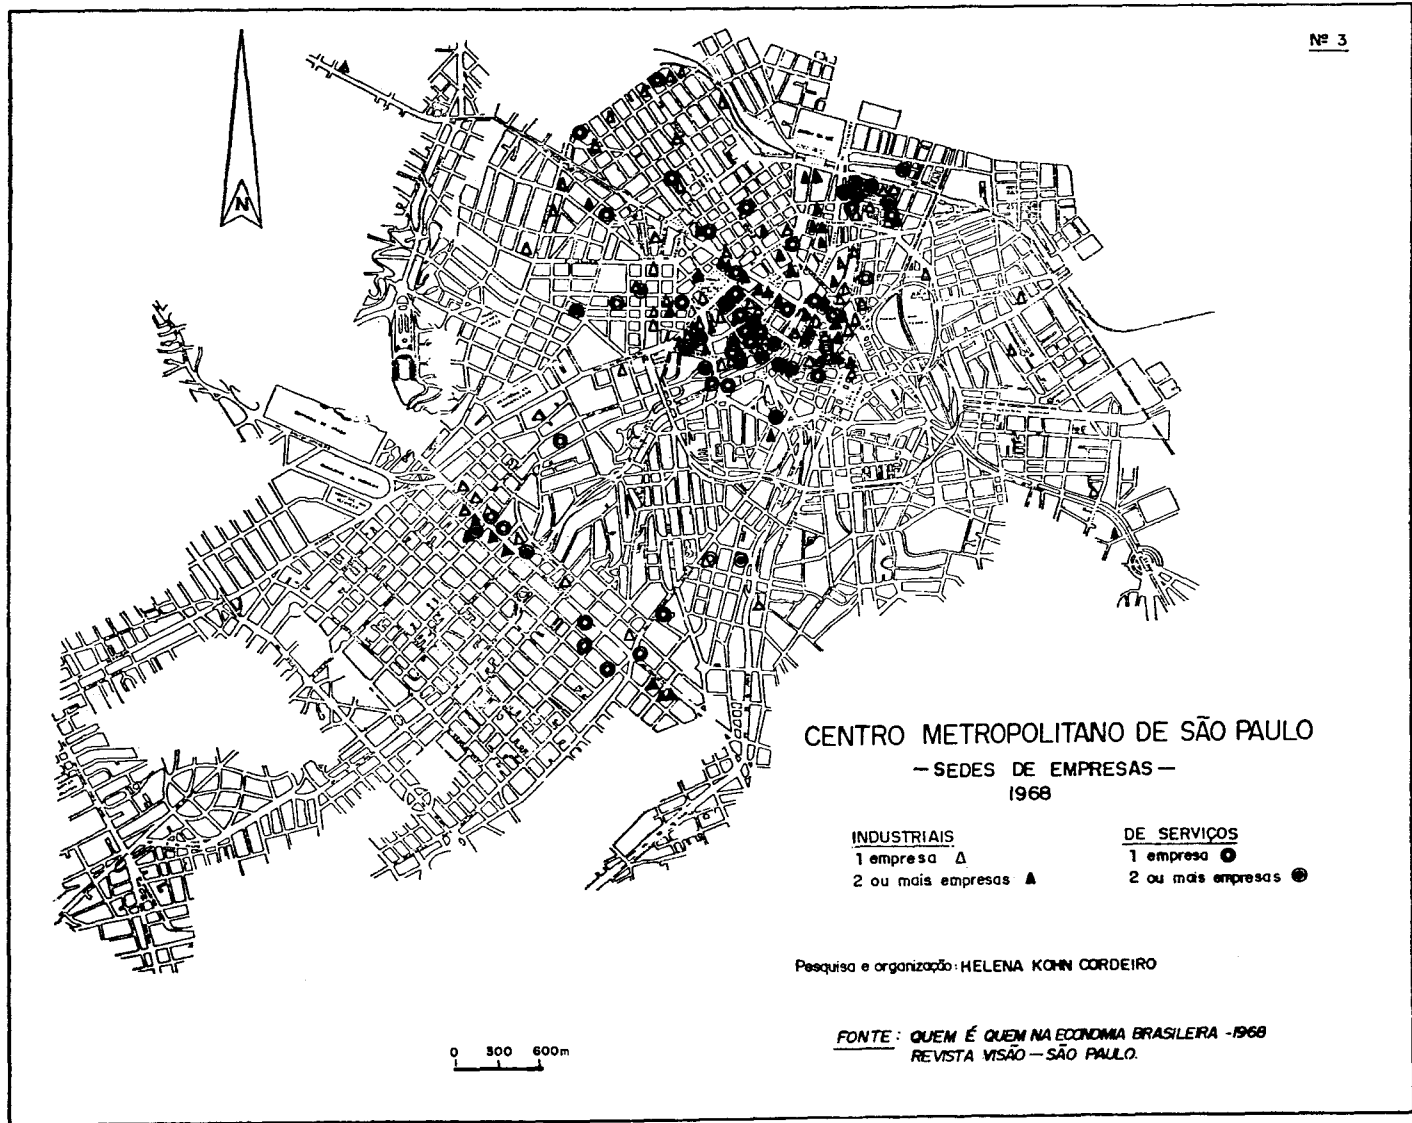 Nº 3
N
CENTRO METROPOLITANO DE SÃO PAULO
— SEDES DE EMPRESAS —
1968
INDUSTRIAIS
1 empresa
2 ou mais empresas
DE SERVIÇOS
1 empresa
2 ou mais empresas
Pesquisa e organização: HELENA KOHN CORDEIRO
FONTE: QUEM É QUEM NA ECONOMIA BRASILEIRA - 1968
REVISTA VISÃO — SÃO PAULO.
0 300 600m